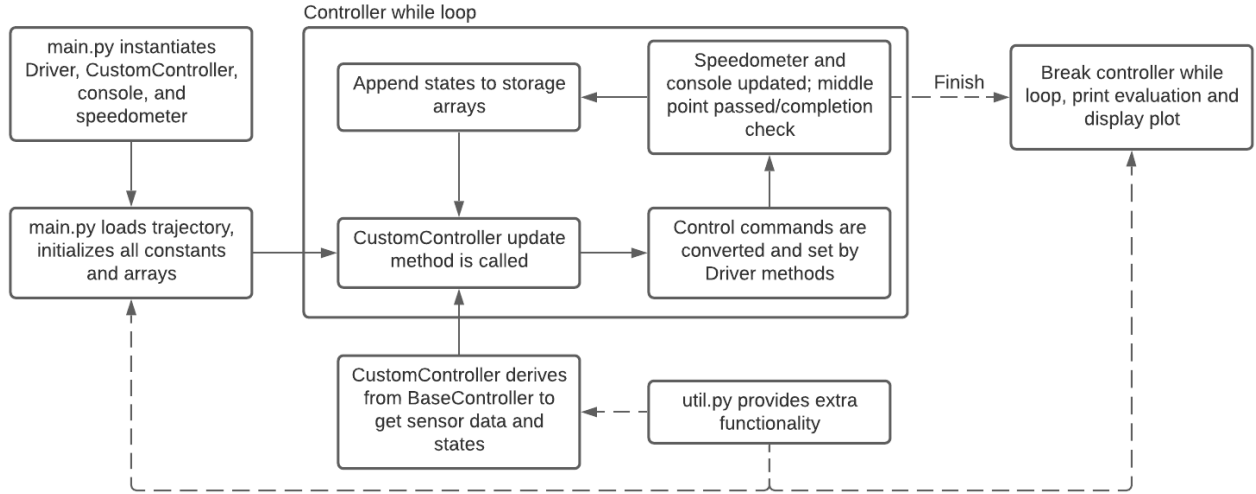 Controller while loop
main.py instantiates
Driver, CustomController,
console, and
speedometer
Append states to storage
arrays
Speedometer and
console updated; middle
point passed/completion
check
Finish
Break controller while
loop, print evaluation and
display plot
main.py loads trajectory,
initializes all constants
and arrays
CustomController update
method is called
Control commands are
converted and set by
Driver methods
CustomController derives
from BaseController to
get sensor data and
states
util.py provides extra
functionality